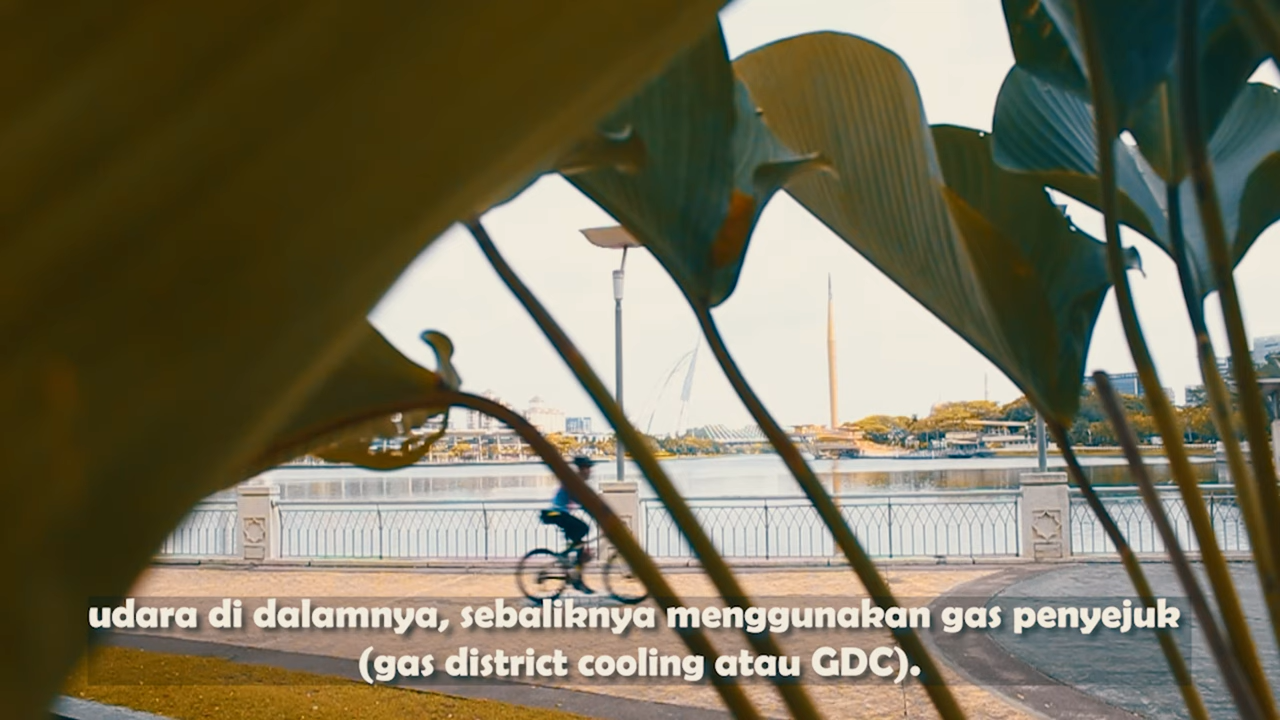 udara di dalamnya, sebaliknya menggunakan gas penyejuk
(gas district cooling atau GDC).